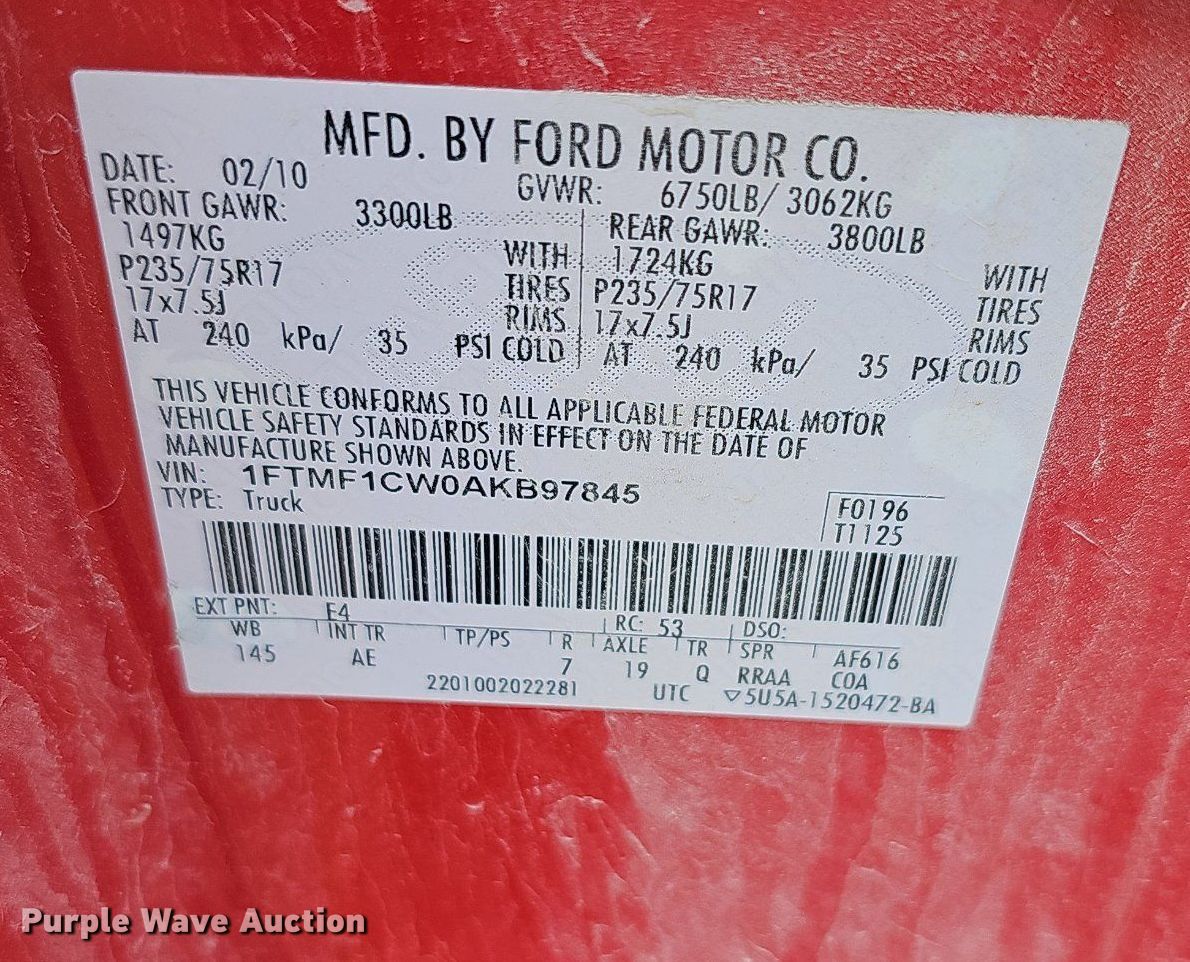 MFD. BY FORD MOTOR CO.
DATE: 02/10 GVWR: 6750LB/ 3062KG
FRONT GAWR: 3300LB REAR GAWR: 3800LB
1497KG WITH 1724KG WITH
P235/75R17 TIRES P235/75R17 TIRES
17x7.5J RIMS 17x7.5J RIMS
AT 240 kPa/ 35 PSI COLD AT 240 kPa/ 35 PSI COLD
THIS VEHICLE CONFORMS TO ALL APPLICABLE FEDERAL MOTOR
VEHICLE SAFETY STANDARDS IN EFFECT ON THE DATE OF
MANUFACTURE SHOWN ABOVE.
VIN: 1FTMF1CW0AKB97845
TYPE: Truck
F0196
T1125
EXT PNT: E4 RC: 53 DSO:
WB INT TR TP/PS R AXLE TR SPR AF616
145 AE 7 19 Q RRAA COA
2201002022281 UTC ▽5U5A-1520472-BA
Purple Wave Auction